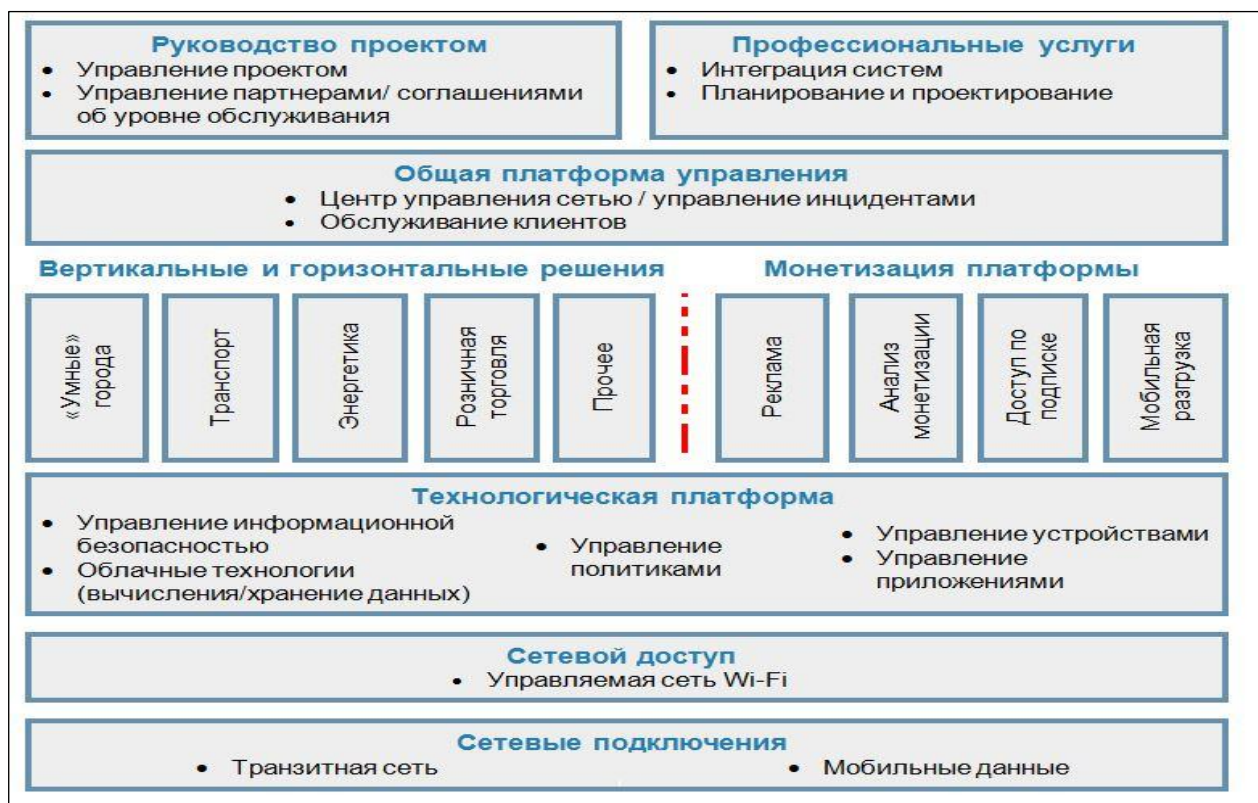 Руководство проектом
• Управление проектом
• Управление партнерами/ соглашениями
об уровне обслуживания
Профессиональные услуги
• Интеграция систем
• Планирование и проектирование
Общая платформа управления
• Центр управления сетью / управление инцидентами
• Обслуживание клиентов
Вертикальные и горизонтальные решения
«Умные»
города
Транспорт
Энергетика
Розничная
торговля
Прочее
Монетизация платформы
Реклама
Анализ
монетизации
Доступ по
подписке
Мобильная
разгрузка
Технологическая платформа
• Управление информационной
безопасностью
• Облачные технологии
(вычисления/хранение данных)
• Управление
политиками
• Управление устройствами
• Управление
приложениями
Сетевой доступ
• Управляемая сеть Wi-Fi
Сетевые подключения
• Транзитная сеть
• Мобильные данные